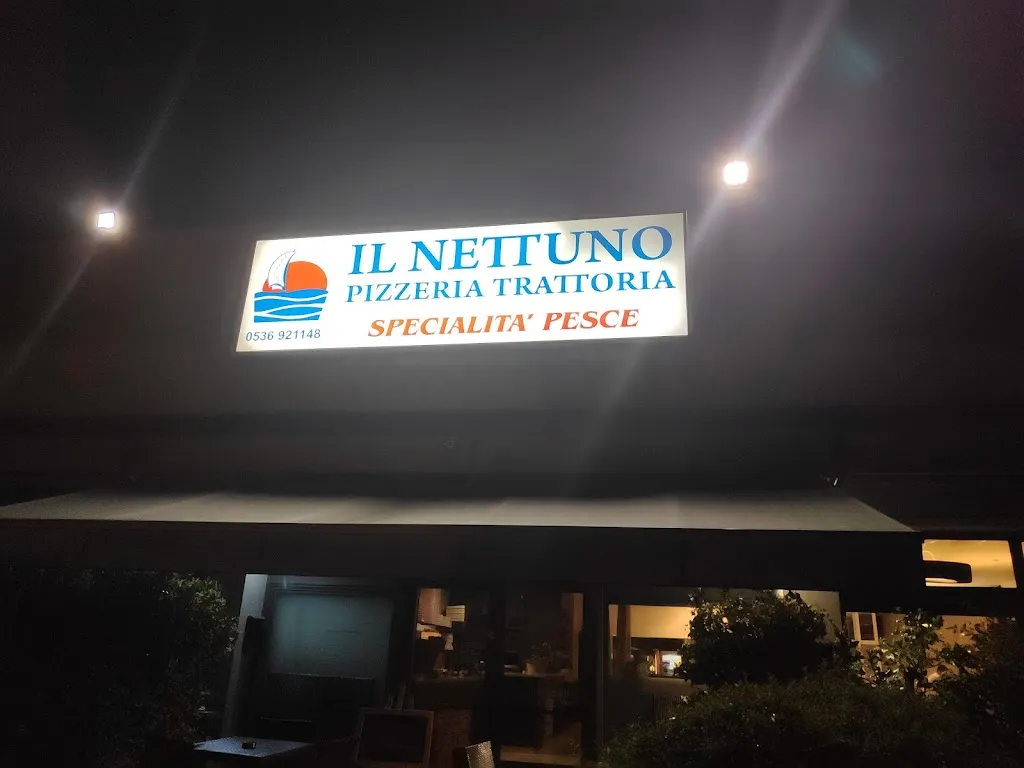 IL NETTUNO
PIZZERIA TRATTORIA
SPECIALITA' PESCE
0536 921148